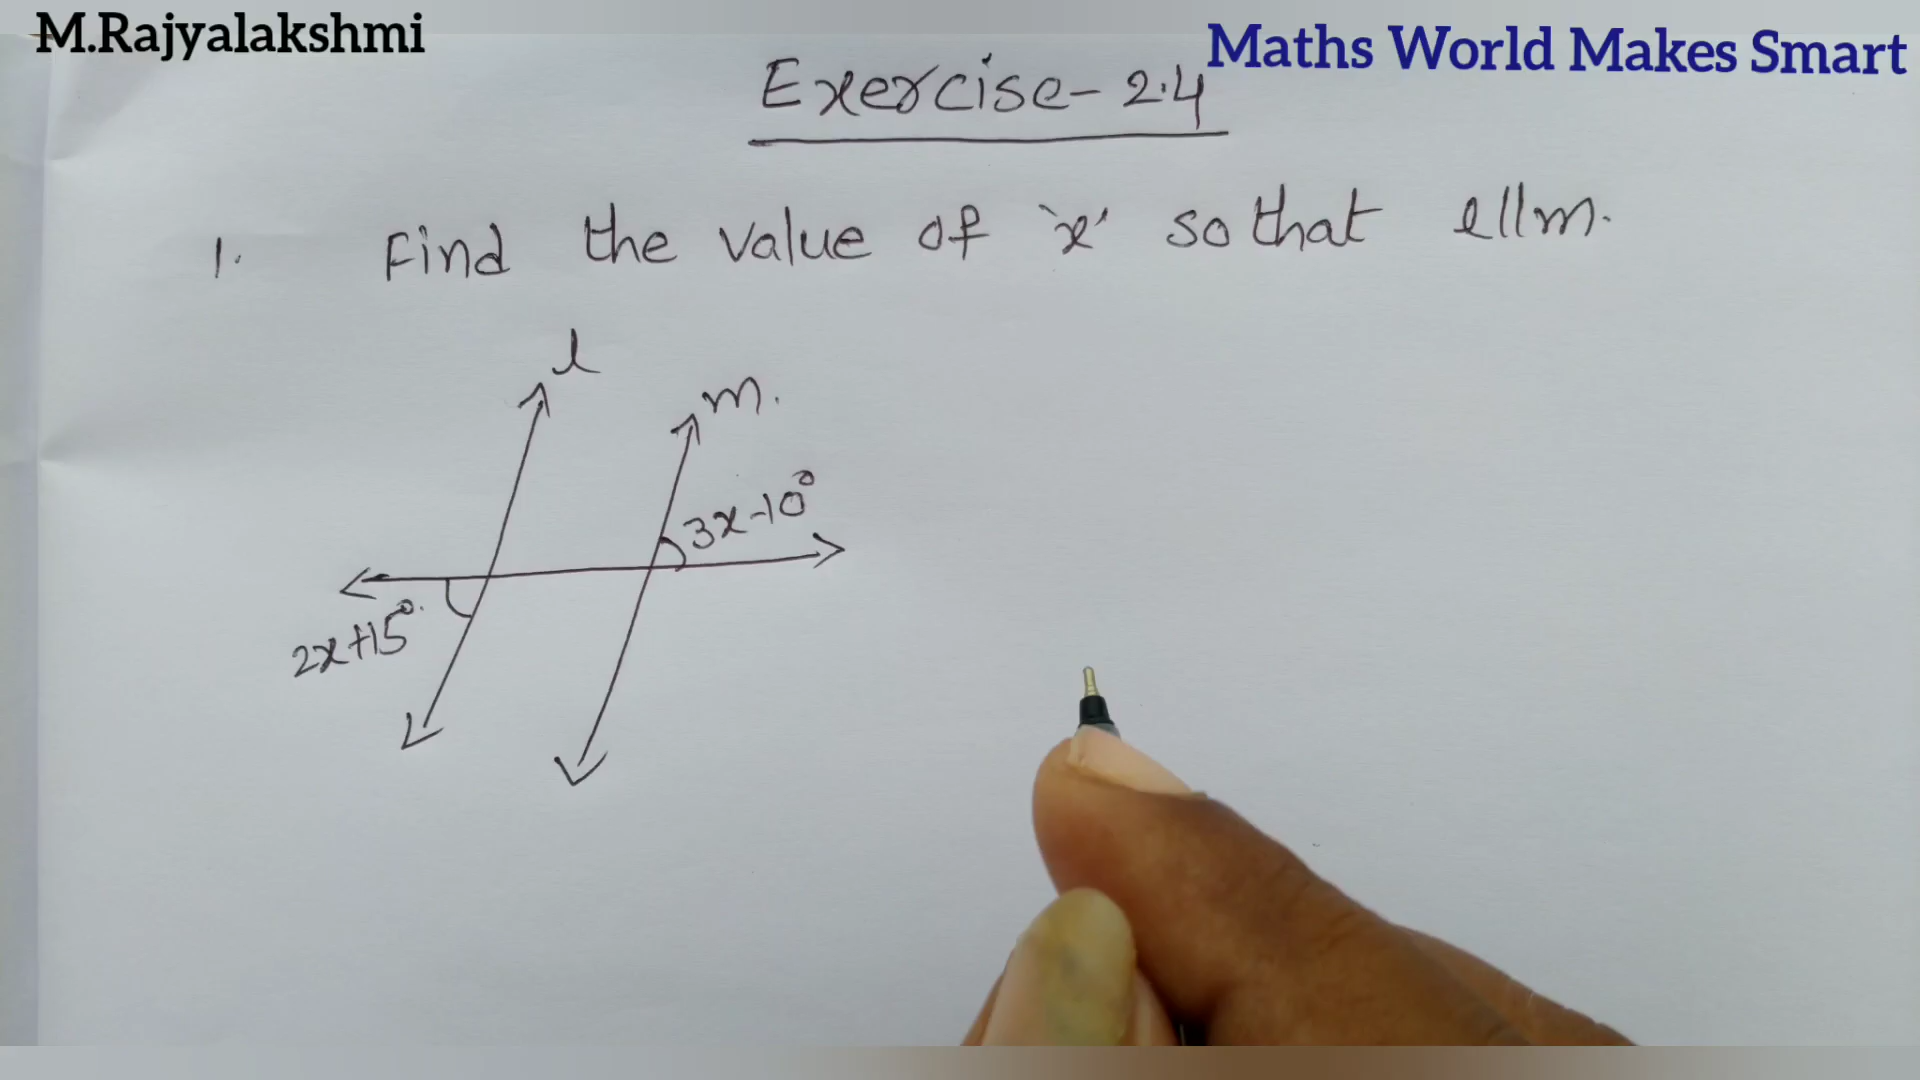 M.Rajyalakshmi
Maths World Makes Smart
Exercise-2.4
1. Find the value of 'x' so that l||m.
l
m.
3x-10°
2x+15°